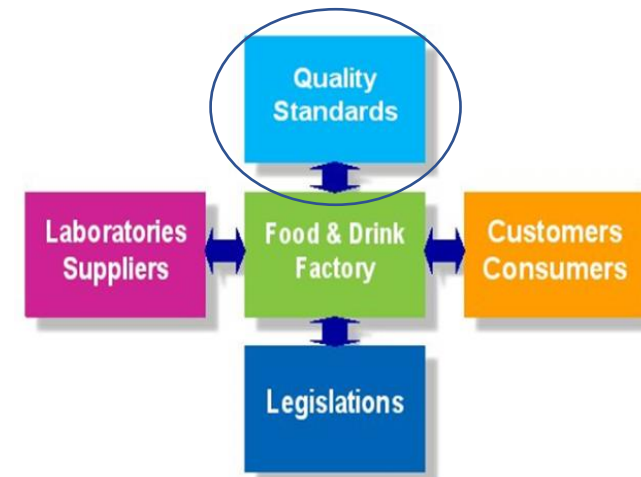 Quality
Standards
Laboratories
Suppliers
Food & Drink
Factory
Customers
Consumers
Legislations